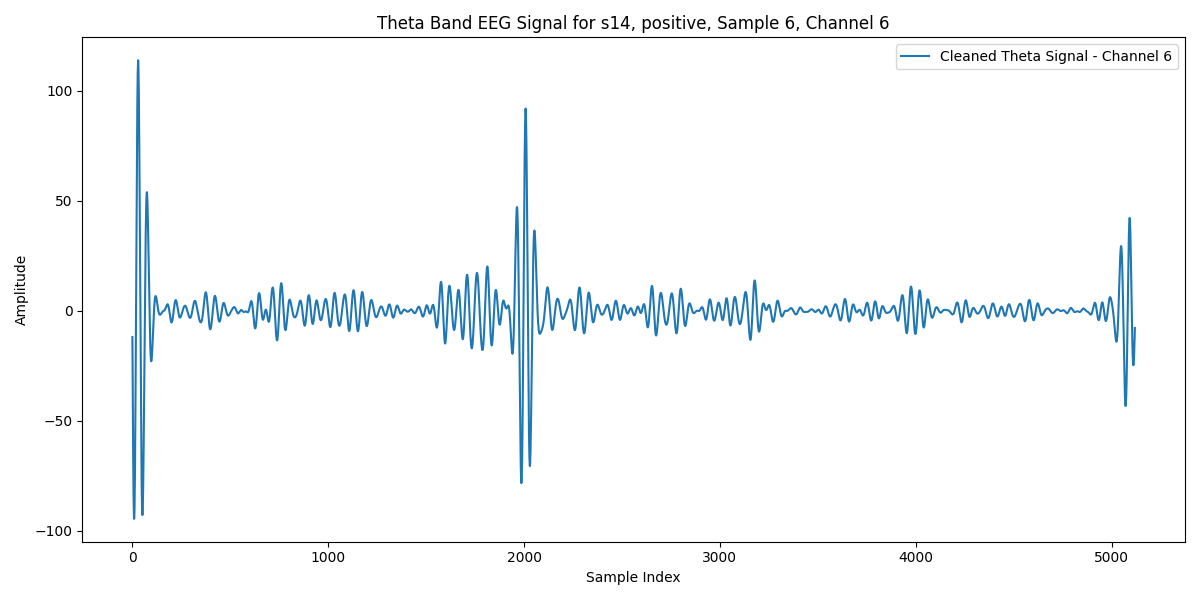 Theta Band EEG Signal for s14, positive, Sample 6, Channel 6
Cleaned Theta Signal - Channel 6
Amplitude
100
50
0
−50
−100
0 1000 2000 3000 4000 5000
Sample Index